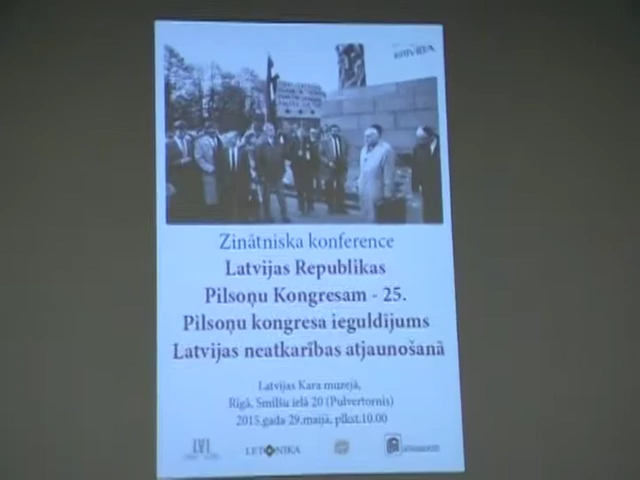 Zinātniska konference
Latvijas Republikas
Pilsoņu Kongresam - 25.
Pilsoņu kongresa ieguldījums
Latvijas neatkarības atjaunošanā
Latvijas Kara muzejā,
Rīgā, Smilšu ielā 20 (Pulvertornis)
2015.gada 29.maijā, plkst.10.00
LVI
LETONIKA